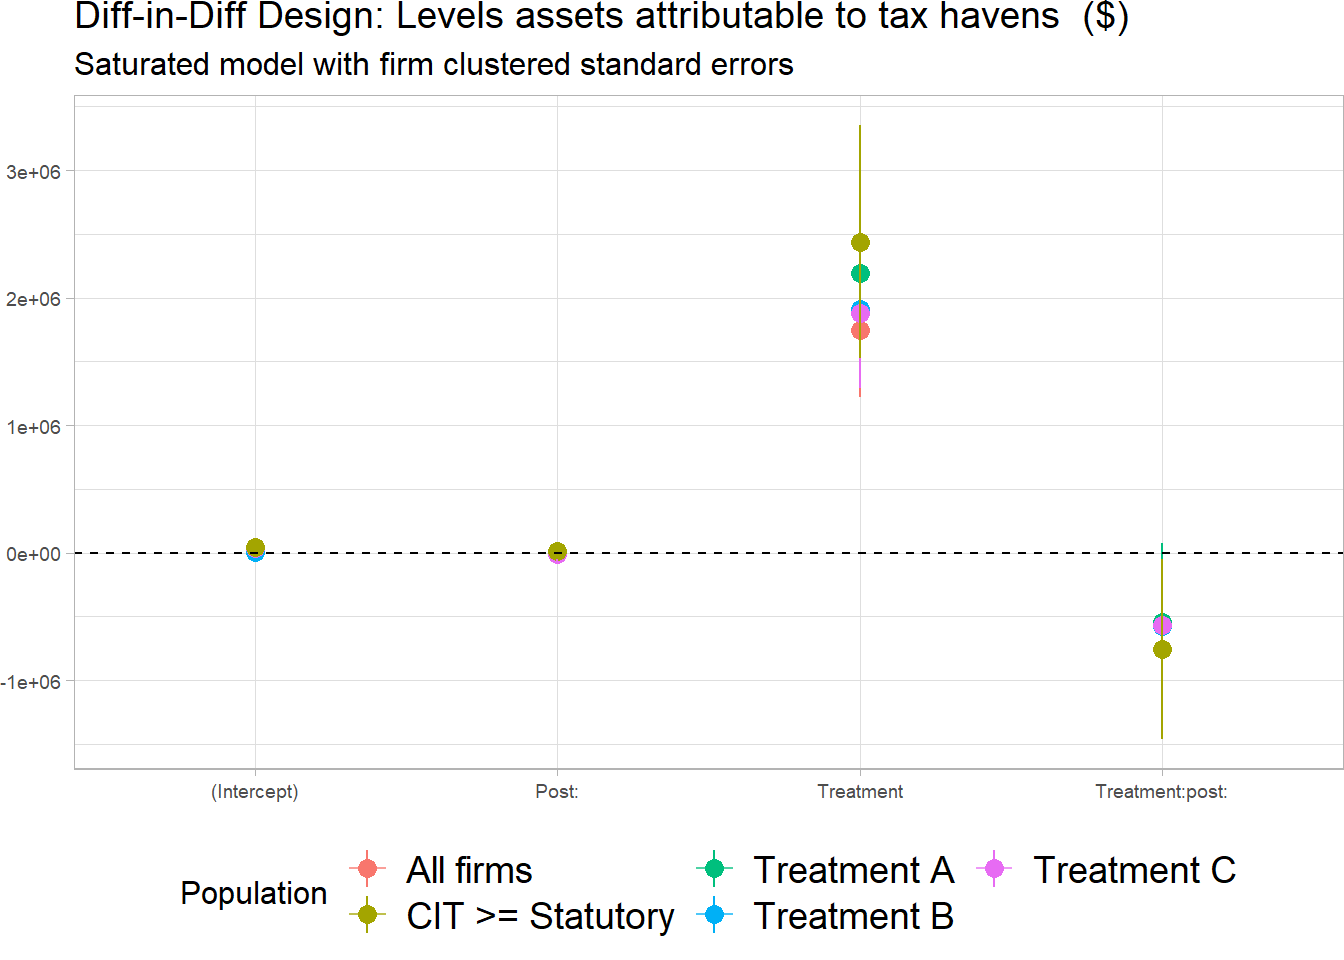 Diff-in-Diff Design: Levels assets attributable to tax havens  ($)
Saturated model with firm clustered standard errors
3e+06
2e+06
1e+06
0e+00
-1e+06
(Intercept) Post: Treatment Treatment:post:
Population
All firms Treatment A Treatment C
CIT >= Statutory Treatment B